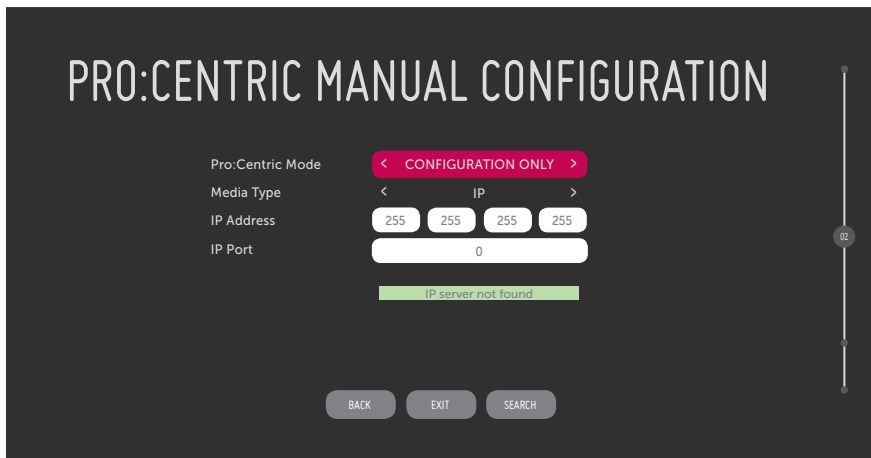 PRO:CENTRIC MANUAL CONFIGURATION
Pro:Centric Mode < CONFIGURATION ONLY >
Media Type < IP >
IP Address 255 255 255 255
IP Port 0
02
IP server not found
BACK EXIT SEARCH